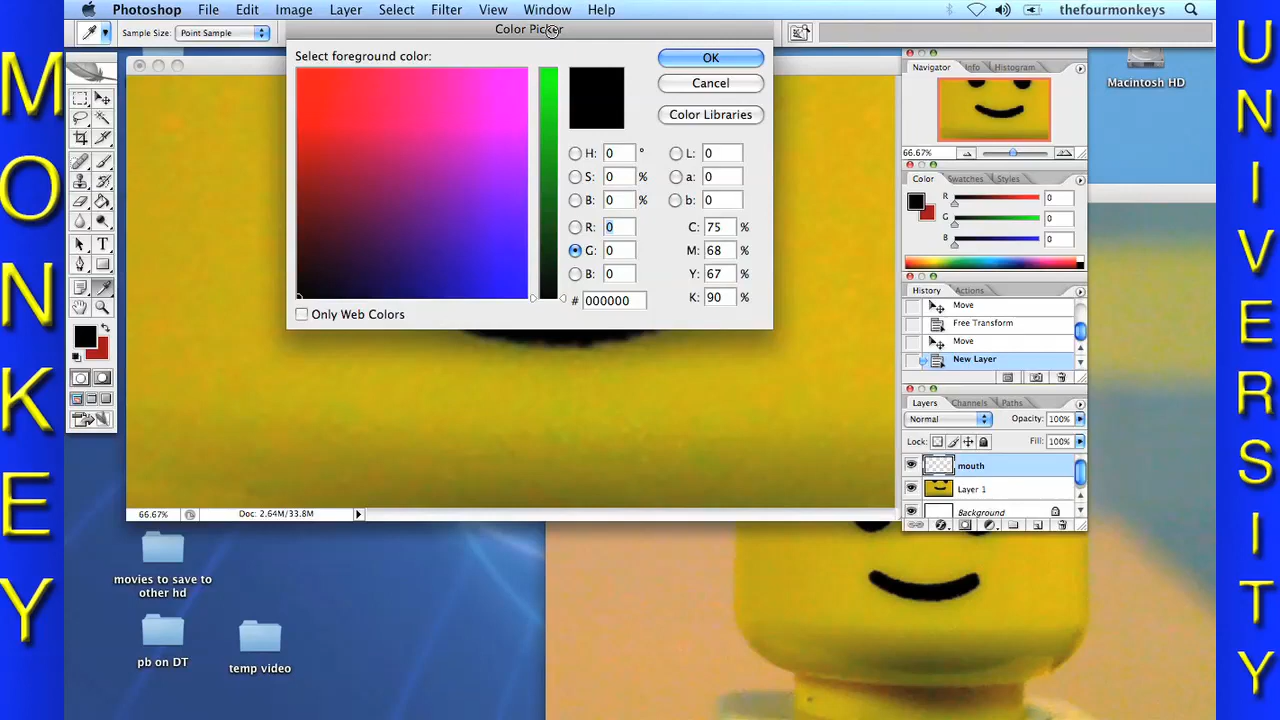 MONKEY
UNIVERSITY
Photoshop File Edit Image Layer Select Filter View Window Help
thefourmonkeys
Sample Size: Point Sample
Color Picker
Select foreground color:
OK
Cancel
Color Libraries
H: 0 °
S: 0 %
B: 0 %
R: 0
G: 0
B: 0
# 000000
L: 0
a: 0
b: 0
C: 75 %
M: 68 %
Y: 67 %
K: 90 %
Only Web Colors
Navigator Info Histogram
66.67%
Color Swatches Styles
R 0
G 0
B 0
History Actions
Move
Free Transform
Move
New Layer
Layers Channels Paths
Normal Opacity: 100%
Lock: Fill: 100%
mouth
Layer 1
Background
66.67% Doc: 2.64M/33.8M
Macintosh HD
movies to save to
other hd
pb on DT
temp video